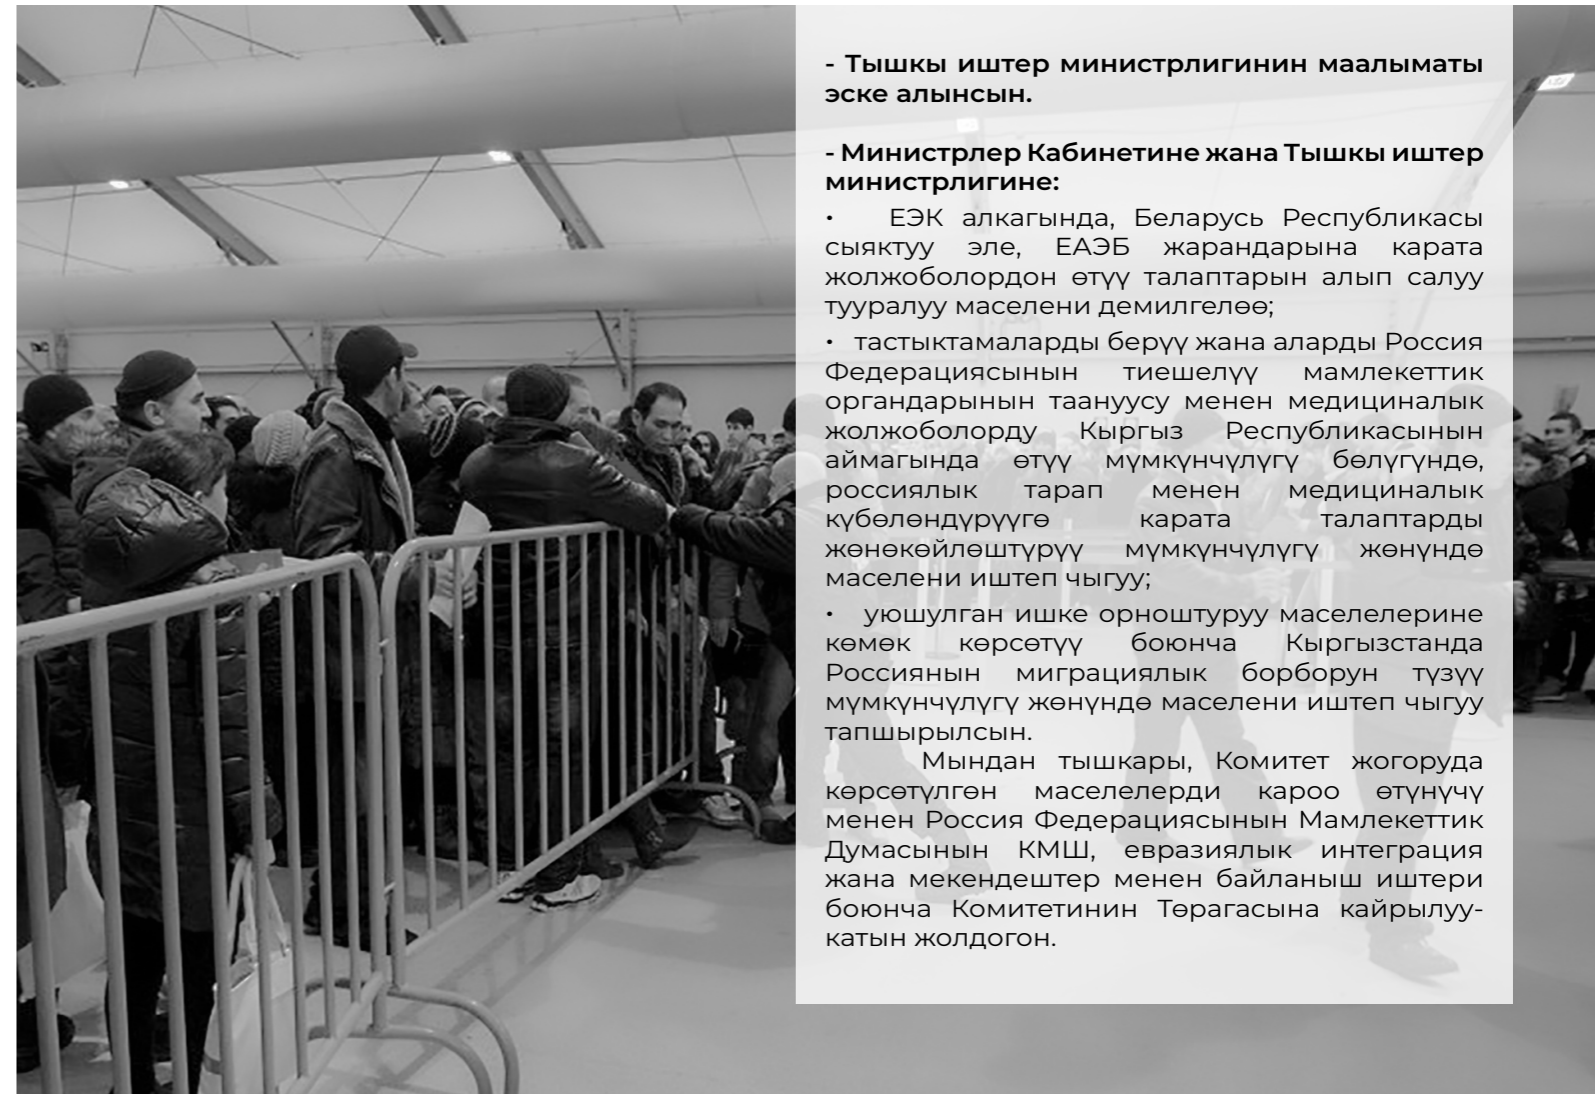 - Тышкы иштер министрлигинин маалыматы
эске алынсын.
- Министрлер Кабинетине жана Тышкы иштер
министрлигине:
• ЕЭК алкагында, Беларусь Республикасы
сыяктуу эле, ЕАЭБ жарандарына карата
жолжоболордон өтүү талаптарын алып салуу
тууралуу маселени демилгелөө;
• тастыктамаларды берүү жана аларды Россия
Федерациясынын тиешелүү мамлекеттик
органдарынын таануусу менен медициналык
жолжоболорду Кыргыз Республикасынын
аймагында өтүү мүмкүнчүлүгү бөлүгүндө,
россиялык тарап менен медициналык
күбөлөндүрүүгө карата талаптарды
жөнөкөйлөштүрүү мүмкүнчүлүгү жөнүндө
маселени иштеп чыгуу;
• уюшулган ишке орноштуруу маселелерине
көмөк көрсөтүү боюнча Кыргызстанда
Россиянын миграциялык борборун түзүү
мүмкүнчүлүгү жөнүндө маселени иштеп чыгуу
тапшырылсын.
Мындан тышкары, Комитет жогоруда
көрсөтүлгөн маселелерди кароо өтүнүчү
менен Россия Федерациясынын Мамлекеттик
Думасынын КМШ, евразиялык интеграция
жана мекендештер менен байланыш иштери
боюнча Комитетинин Төрагасына кайрылуу-
катын жолдогон.